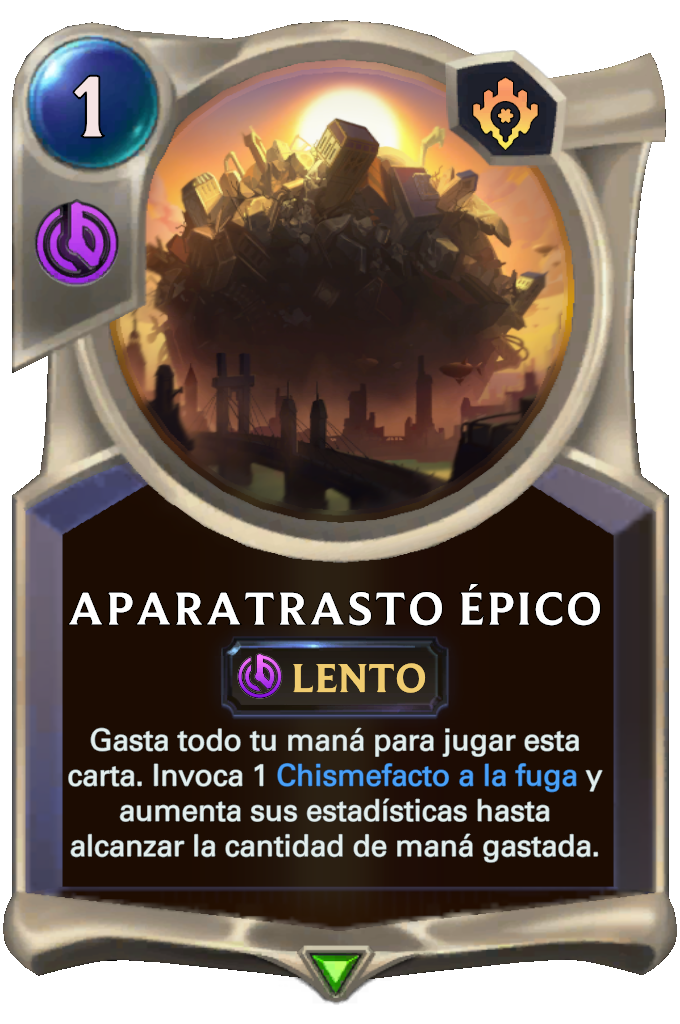 1
APARATRASTO ÉPICO
LENTO
Gasta todo tu maná para jugar esta
carta. Invoca 1 Chismefacto a la fuga y
aumenta sus estadísticas hasta
alcanzar la cantidad de maná gastada.